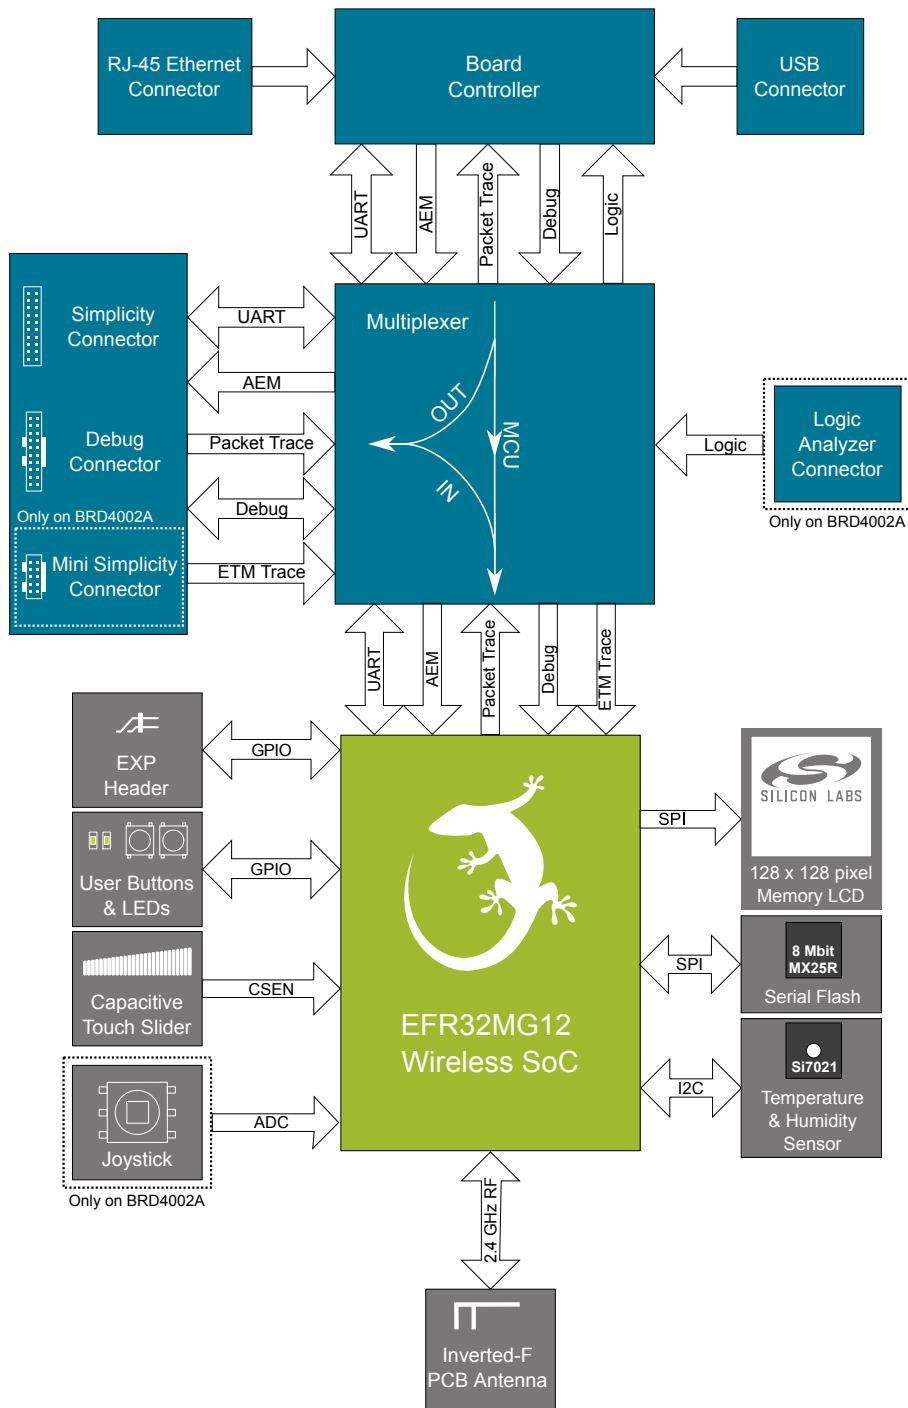 RJ-45 Ethernet
Connector
Board
Controller
USB
Connector
UART
AEM
Packet Trace
Debug
Logic
Simplicity
Connector
Debug
Connector
Only on BRD4002A
Mini Simplicity
Connector
UART
AEM
Packet Trace
Debug
ETM Trace
Multiplexer
OUT
MCU
IN
Logic
Logic
Analyzer
Connector
Only on BRD4002A
UART
AEM
Packet Trace
Debug
ETM Trace
EXP
Header
GPIO
User Buttons
& LEDs
GPIO
Capacitive
Touch Slider
CSEN
Joystick
ADC
Only on BRD4002A
EFR32MG12
Wireless SoC
SPI
SILICON LABS
128 x 128 pixel
Memory LCD
SPI
8 Mbit
MX25R
Serial Flash
I2C
Si7021
Temperature
& Humidity
Sensor
2.4 GHz RF
Inverted-F
PCB Antenna